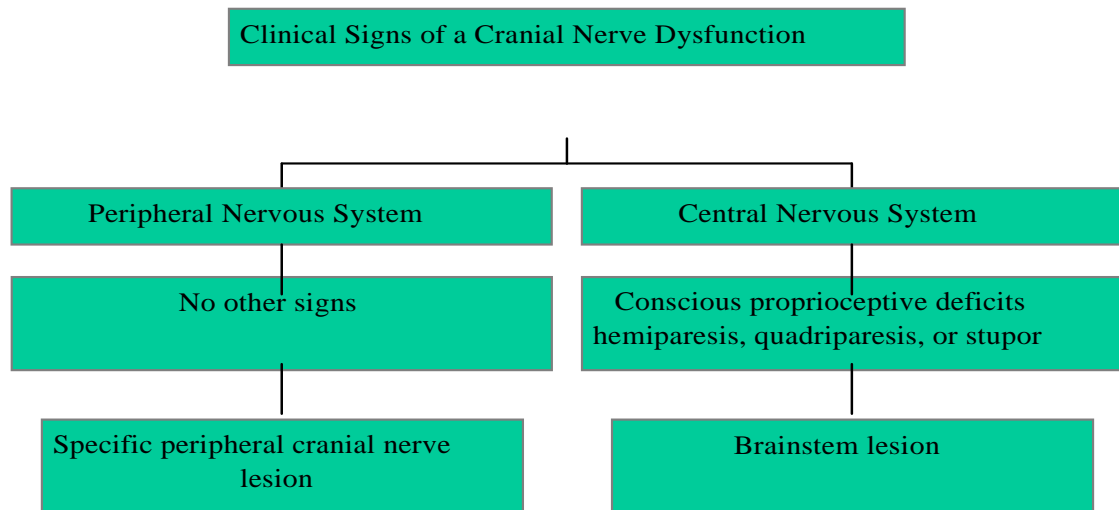 Clinical Signs of a Cranial Nerve Dysfunction
Peripheral Nervous System
Central Nervous System
No other signs
Conscious proprioceptive deficits
hemiparesis, quadriparesis, or stupor
Specific peripheral cranial nerve
lesion
Brainstem lesion